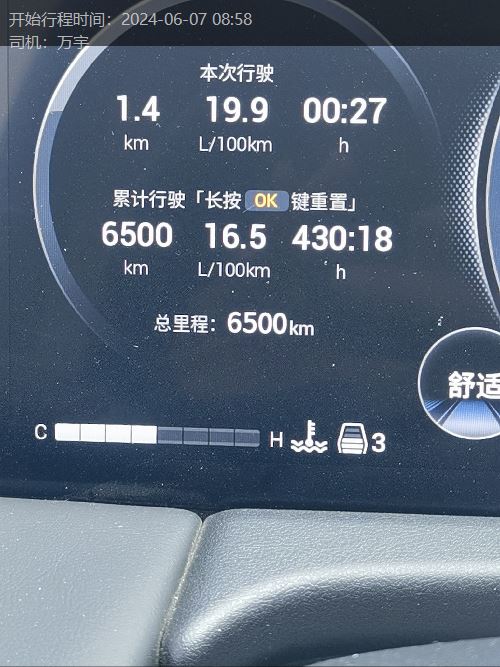 开始行程时间：2024-06-07 08:58
司机：万宇
本次行驶
1.4 19.9 00:27
km L/100km h
累计行驶「长按 OK 键重置」
6500 16.5 430:18
km L/100km h
总里程：6500km
舒适
C H 3